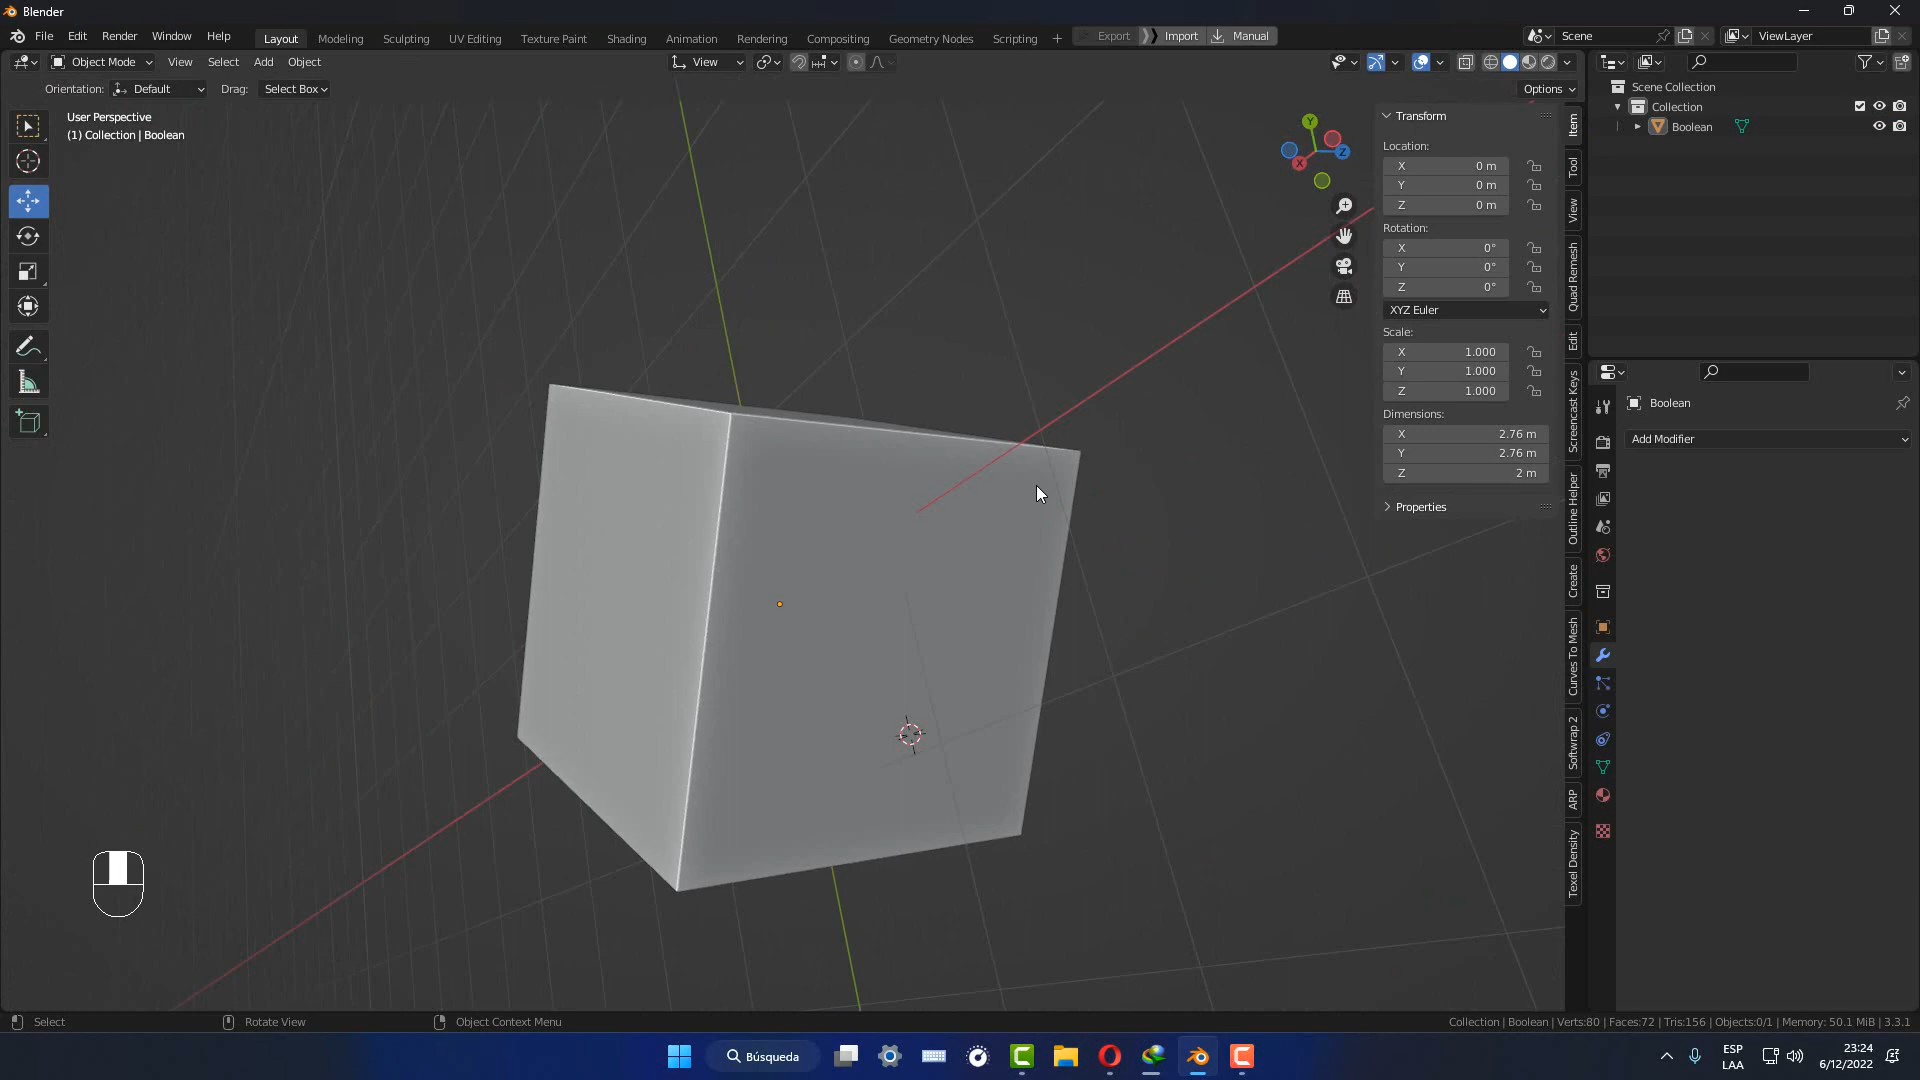 Blender
File Edit Render Window Help Layout Modeling Sculpting UV Editing Texture Paint Shading Animation Rendering Compositing Geometry Nodes Scripting + Export Import Manual Scene ViewLayer
Object Mode View Select Add Object View
Orientation: Default Drag: Select Box Options
User Perspective
(1) Collection | Boolean
Y
Z
X
Transform
Location:
X 0 m
Y 0 m
Z 0 m
Rotation:
X 0°
Y 0°
Z 0°
XYZ Euler
Scale:
X 1.000
Y 1.000
Z 1.000
Dimensions:
X 2.76 m
Y 2.76 m
Z 2 m
Properties
Item
Tool
View
Quad Remesh
Edit
Screencast Keys
Outline Helper
Create
Curves To Mesh
Softwrap 2
ARP
Texel Density
Scene Collection
Collection
Boolean
Boolean
Add Modifier
Select Rotate View Object Context Menu
Collection | Boolean | Verts:80 | Faces:72 | Tris:156 | Objects:0/1 | Memory: 50.1 MiB | 3.3.1
Búsqueda
ESP
LAA
23:24
6/12/2022